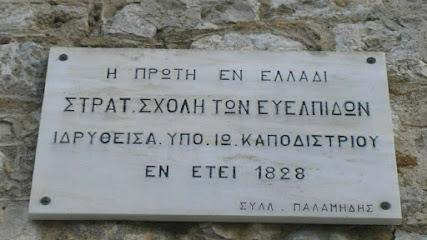 Η ΠΡΩΤΗ ΕΝ ΕΛΛΑΔΙ
ΣΤΡΑΤ. ΣΧΟΛΗ ΤΩΝ ΕΥΕΛΠΙΔΩΝ
ΙΔΡΥΘΕΙΣΑ. ΥΠΟ. ΙΩ. ΚΑΠΟΔΙΣΤΡΙΟΥ
ΕΝ ΕΤΕΙ 1828
ΣΥΛΛ. ΠΑΛΑΜΗΔΗΣ